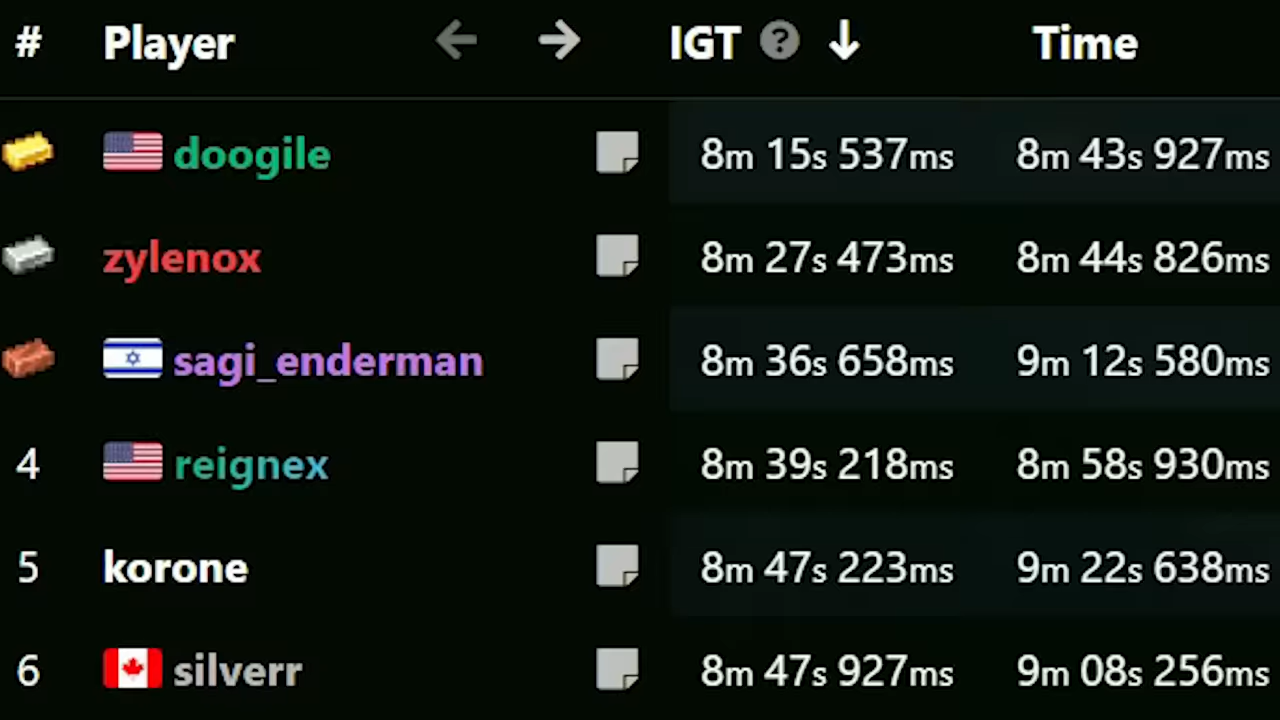 # Player ← → IGT ? ↓ Time
doogile 8m 15s 537ms 8m 43s 927ms
zylenox 8m 27s 473ms 8m 44s 826ms
sagi_enderman 8m 36s 658ms 9m 12s 580ms
4 reignex 8m 39s 218ms 8m 58s 930ms
5 korone 8m 47s 223ms 9m 22s 638ms
6 silverr 8m 47s 927ms 9m 08s 256ms